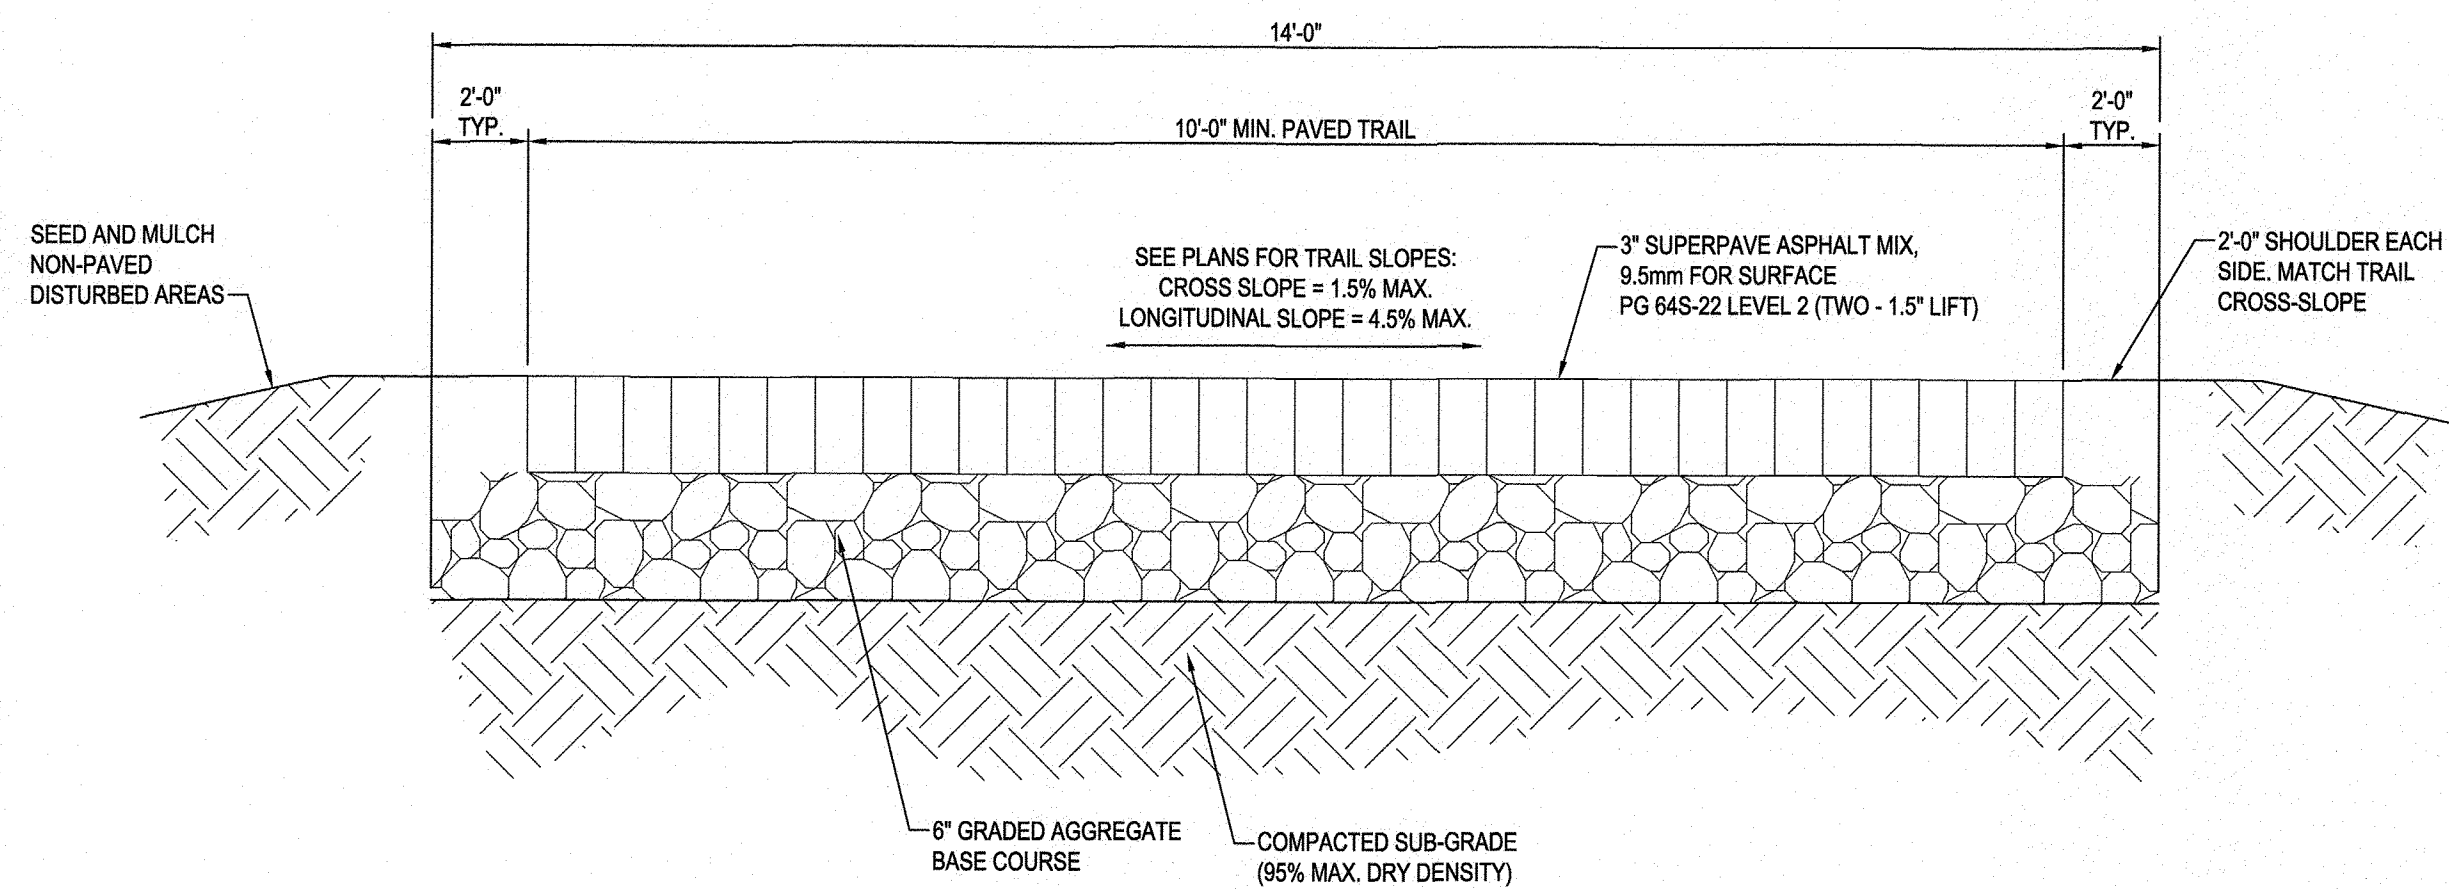 14'-0"
2'-0"
TYP.
10'-0" MIN. PAVED TRAIL
2'-0"
TYP.
SEED AND MULCH
NON-PAVED
DISTURBED AREAS
SEE PLANS FOR TRAIL SLOPES:
CROSS SLOPE = 1.5% MAX.
LONGITUDINAL SLOPE = 4.5% MAX.
3" SUPERPAVE ASPHALT MIX,
9.5mm FOR SURFACE
PG 64S-22 LEVEL 2 (TWO - 1.5" LIFT)
2'-0" SHOULDER EACH
SIDE. MATCH TRAIL
CROSS-SLOPE
6" GRADED AGGREGATE
BASE COURSE
COMPACTED SUB-GRADE
(95% MAX. DRY DENSITY)